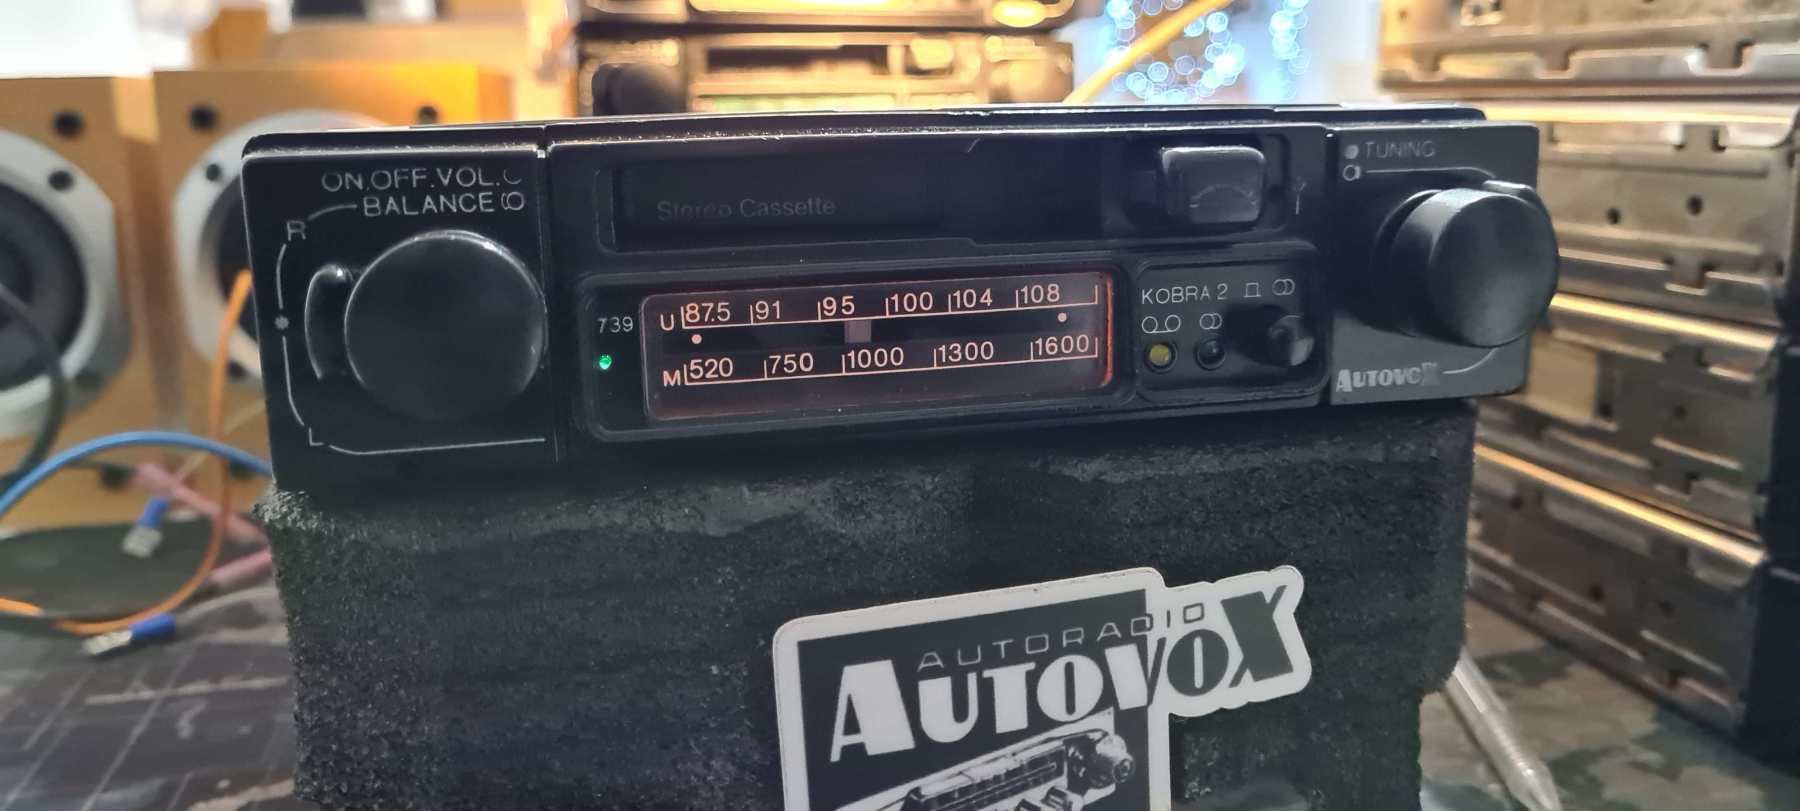 ON.OFF.VOL.
BALANCE
R
L
Stereo Cassette
739
U 87.5 91 95 100 104 108
M 520 750 1000 1300 1600
KOBRA 2
TUNING
AUTOVOX
AUTORADIO
AUTOVOX